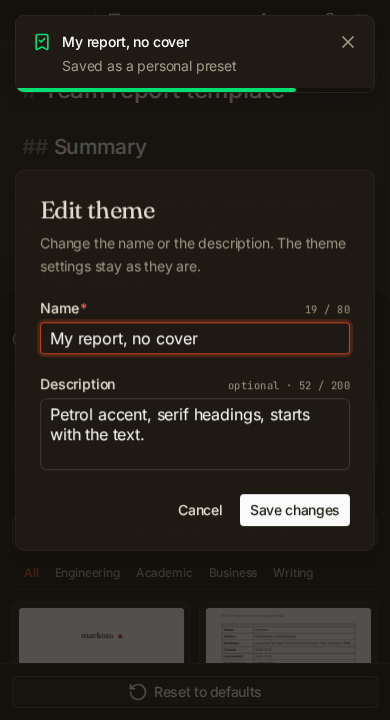 My report, no cover
Saved as a personal preset
# Team report template
## Summary
Edit theme
Change the name or the description. The theme
settings stay as they are.
Name*
19 / 80
My report, no cover
Description
optional · 52 / 200
Petrol accent, serif headings, starts
with the text.
Cancel
Save changes
All
Engineering
Academic
Business
Writing
markoto
Reset to defaults